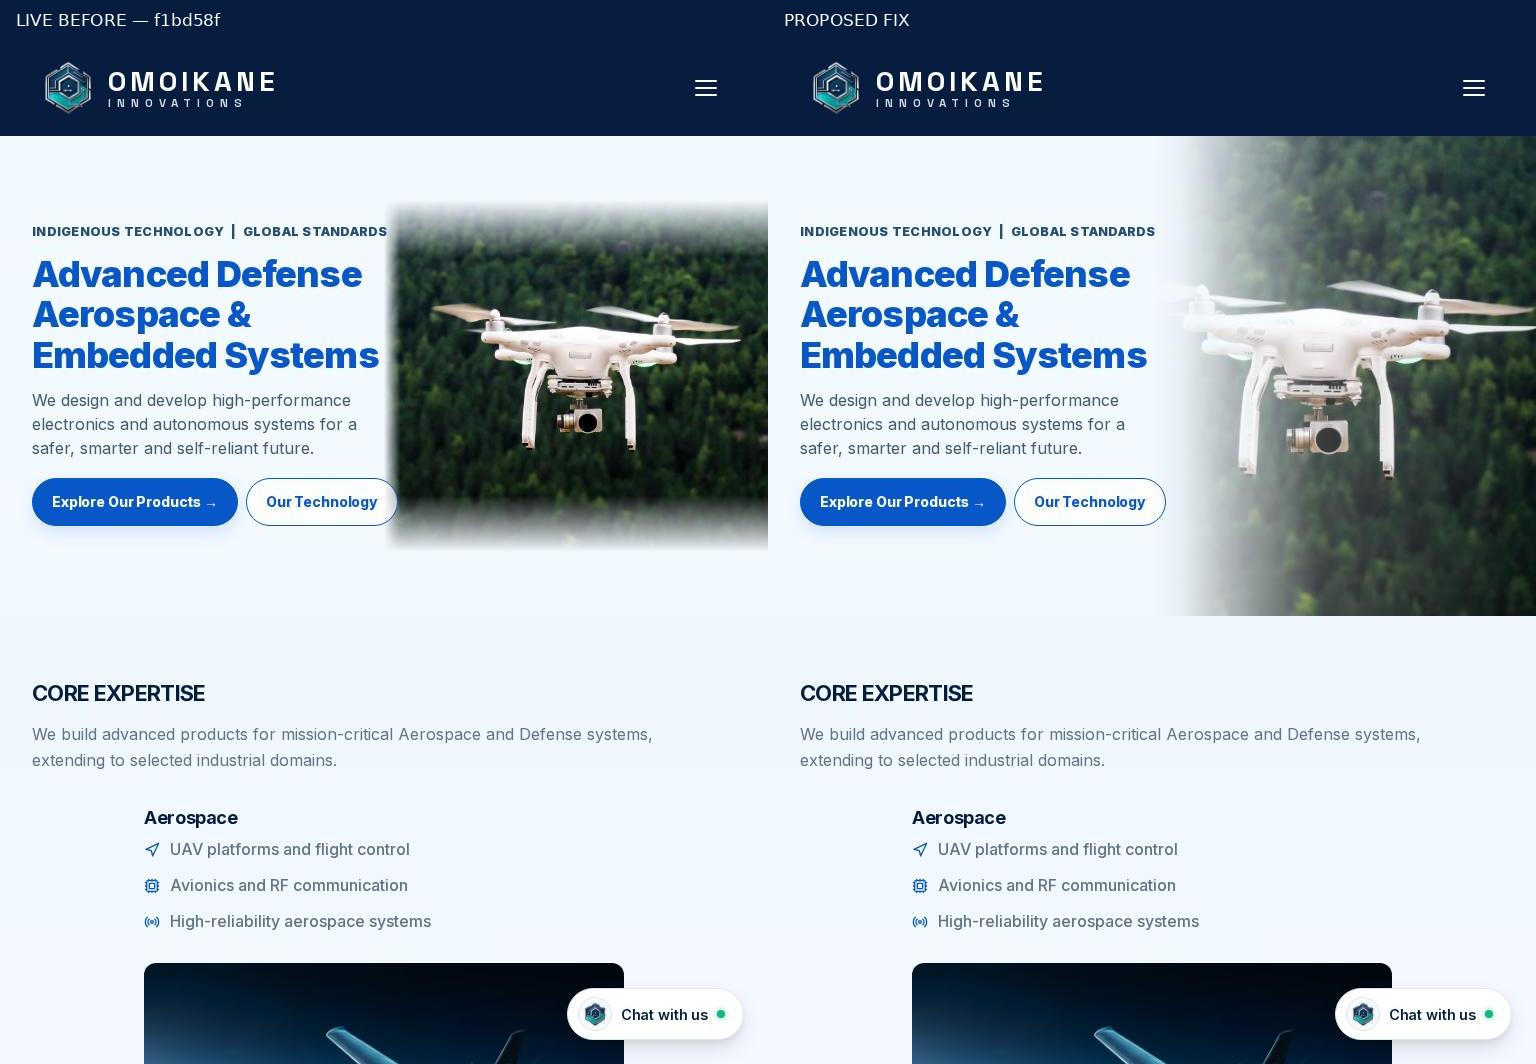 LIVE BEFORE — f1bd58f
OMOIKANE
INNOVATIONS
INDIGENOUS TECHNOLOGY | GLOBAL STANDARDS
Advanced Defense
Aerospace &
Embedded Systems
We design and develop high-performance
electronics and autonomous systems for a
safer, smarter and self-reliant future.
Explore Our Products →
Our Technology
CORE EXPERTISE
We build advanced products for mission-critical Aerospace and Defense systems,
extending to selected industrial domains.
Aerospace
UAV platforms and flight control
Avionics and RF communication
High-reliability aerospace systems
Chat with us
PROPOSED FIX
OMOIKANE
INNOVATIONS
INDIGENOUS TECHNOLOGY | GLOBAL STANDARDS
Advanced Defense
Aerospace &
Embedded Systems
We design and develop high-performance
electronics and autonomous systems for a
safer, smarter and self-reliant future.
Explore Our Products →
Our Technology
CORE EXPERTISE
We build advanced products for mission-critical Aerospace and Defense systems,
extending to selected industrial domains.
Aerospace
UAV platforms and flight control
Avionics and RF communication
High-reliability aerospace systems
Chat with us